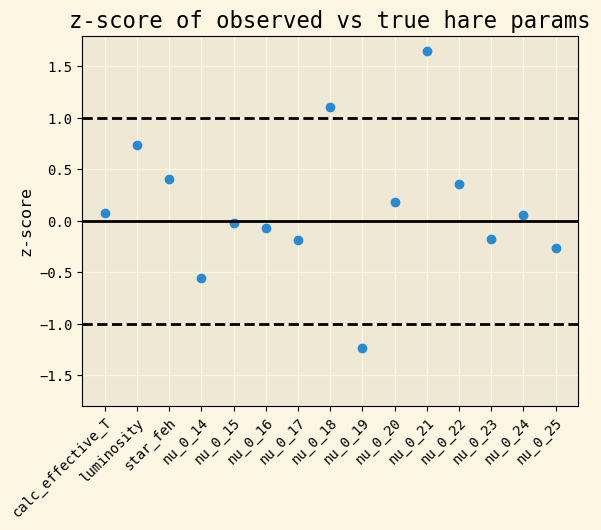 z-score of observed vs true hare params
z-score
1.5
1.0
0.5
0.0
−0.5
−1.0
−1.5
calc_effective_T
luminosity
star_feh
nu_0_14
nu_0_15
nu_0_16
nu_0_17
nu_0_18
nu_0_19
nu_0_20
nu_0_21
nu_0_22
nu_0_23
nu_0_24
nu_0_25